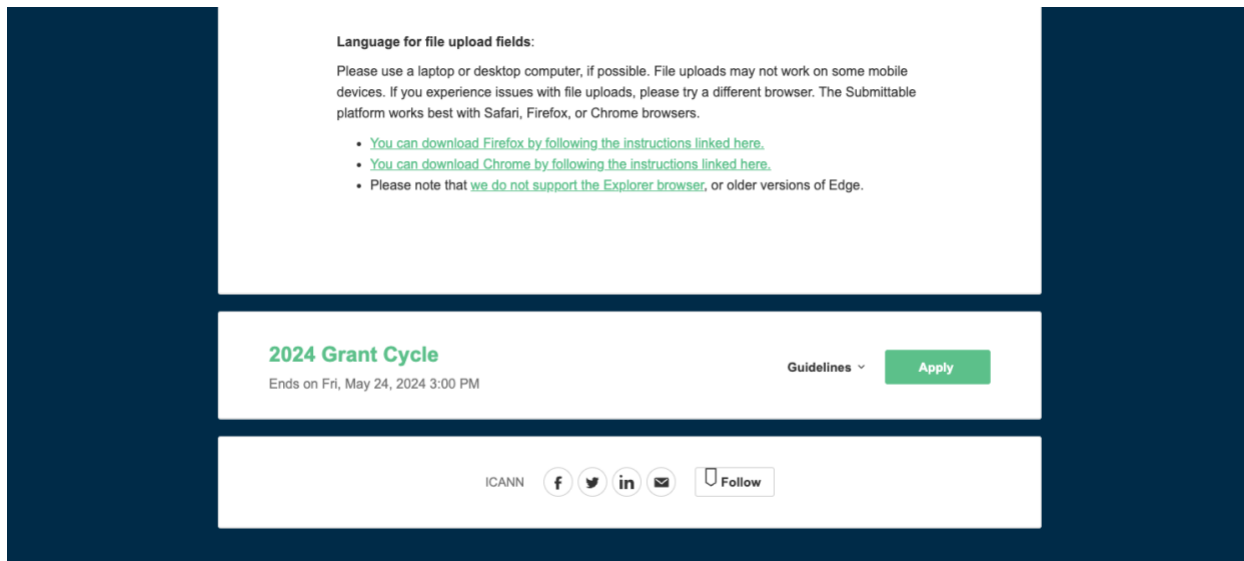 Language for file upload fields:
Please use a laptop or desktop computer, if possible. File uploads may not work on some mobile
devices. If you experience issues with file uploads, please try a different browser. The Submittable
platform works best with Safari, Firefox, or Chrome browsers.
You can download Firefox by following the instructions linked here.
You can download Chrome by following the instructions linked here.
Please note that we do not support the Explorer browser, or older versions of Edge.
2024 Grant Cycle
Ends on Fri, May 24, 2024 3:00 PM
Guidelines
Apply
ICANN
Follow